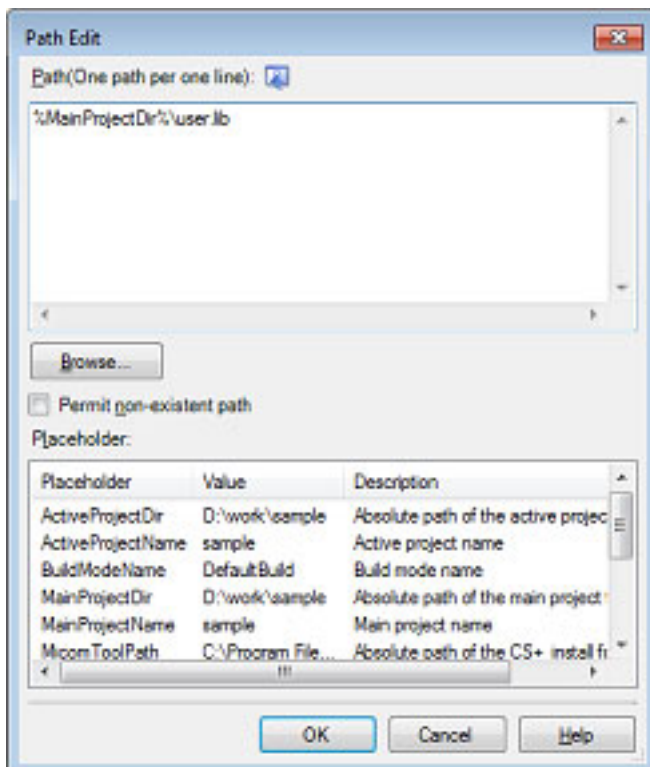 Path Edit
Path(One path per one line):
%MainProjectDir%\user.lib
Browse...
Permit non-existent path
Placeholder:
Placeholder Value Description
ActiveProjectDir D:\work\sample Absolute path of the active projec
ActiveProjectName sample Active project name
BuildModeName DefaultBuild Build mode name
MainProjectDir D:\work\sample Absolute path of the main project
MainProjectName sample Main project name
MicomToolPath C:\Program File... Absolute path of the CS+ install f
OK Cancel Help